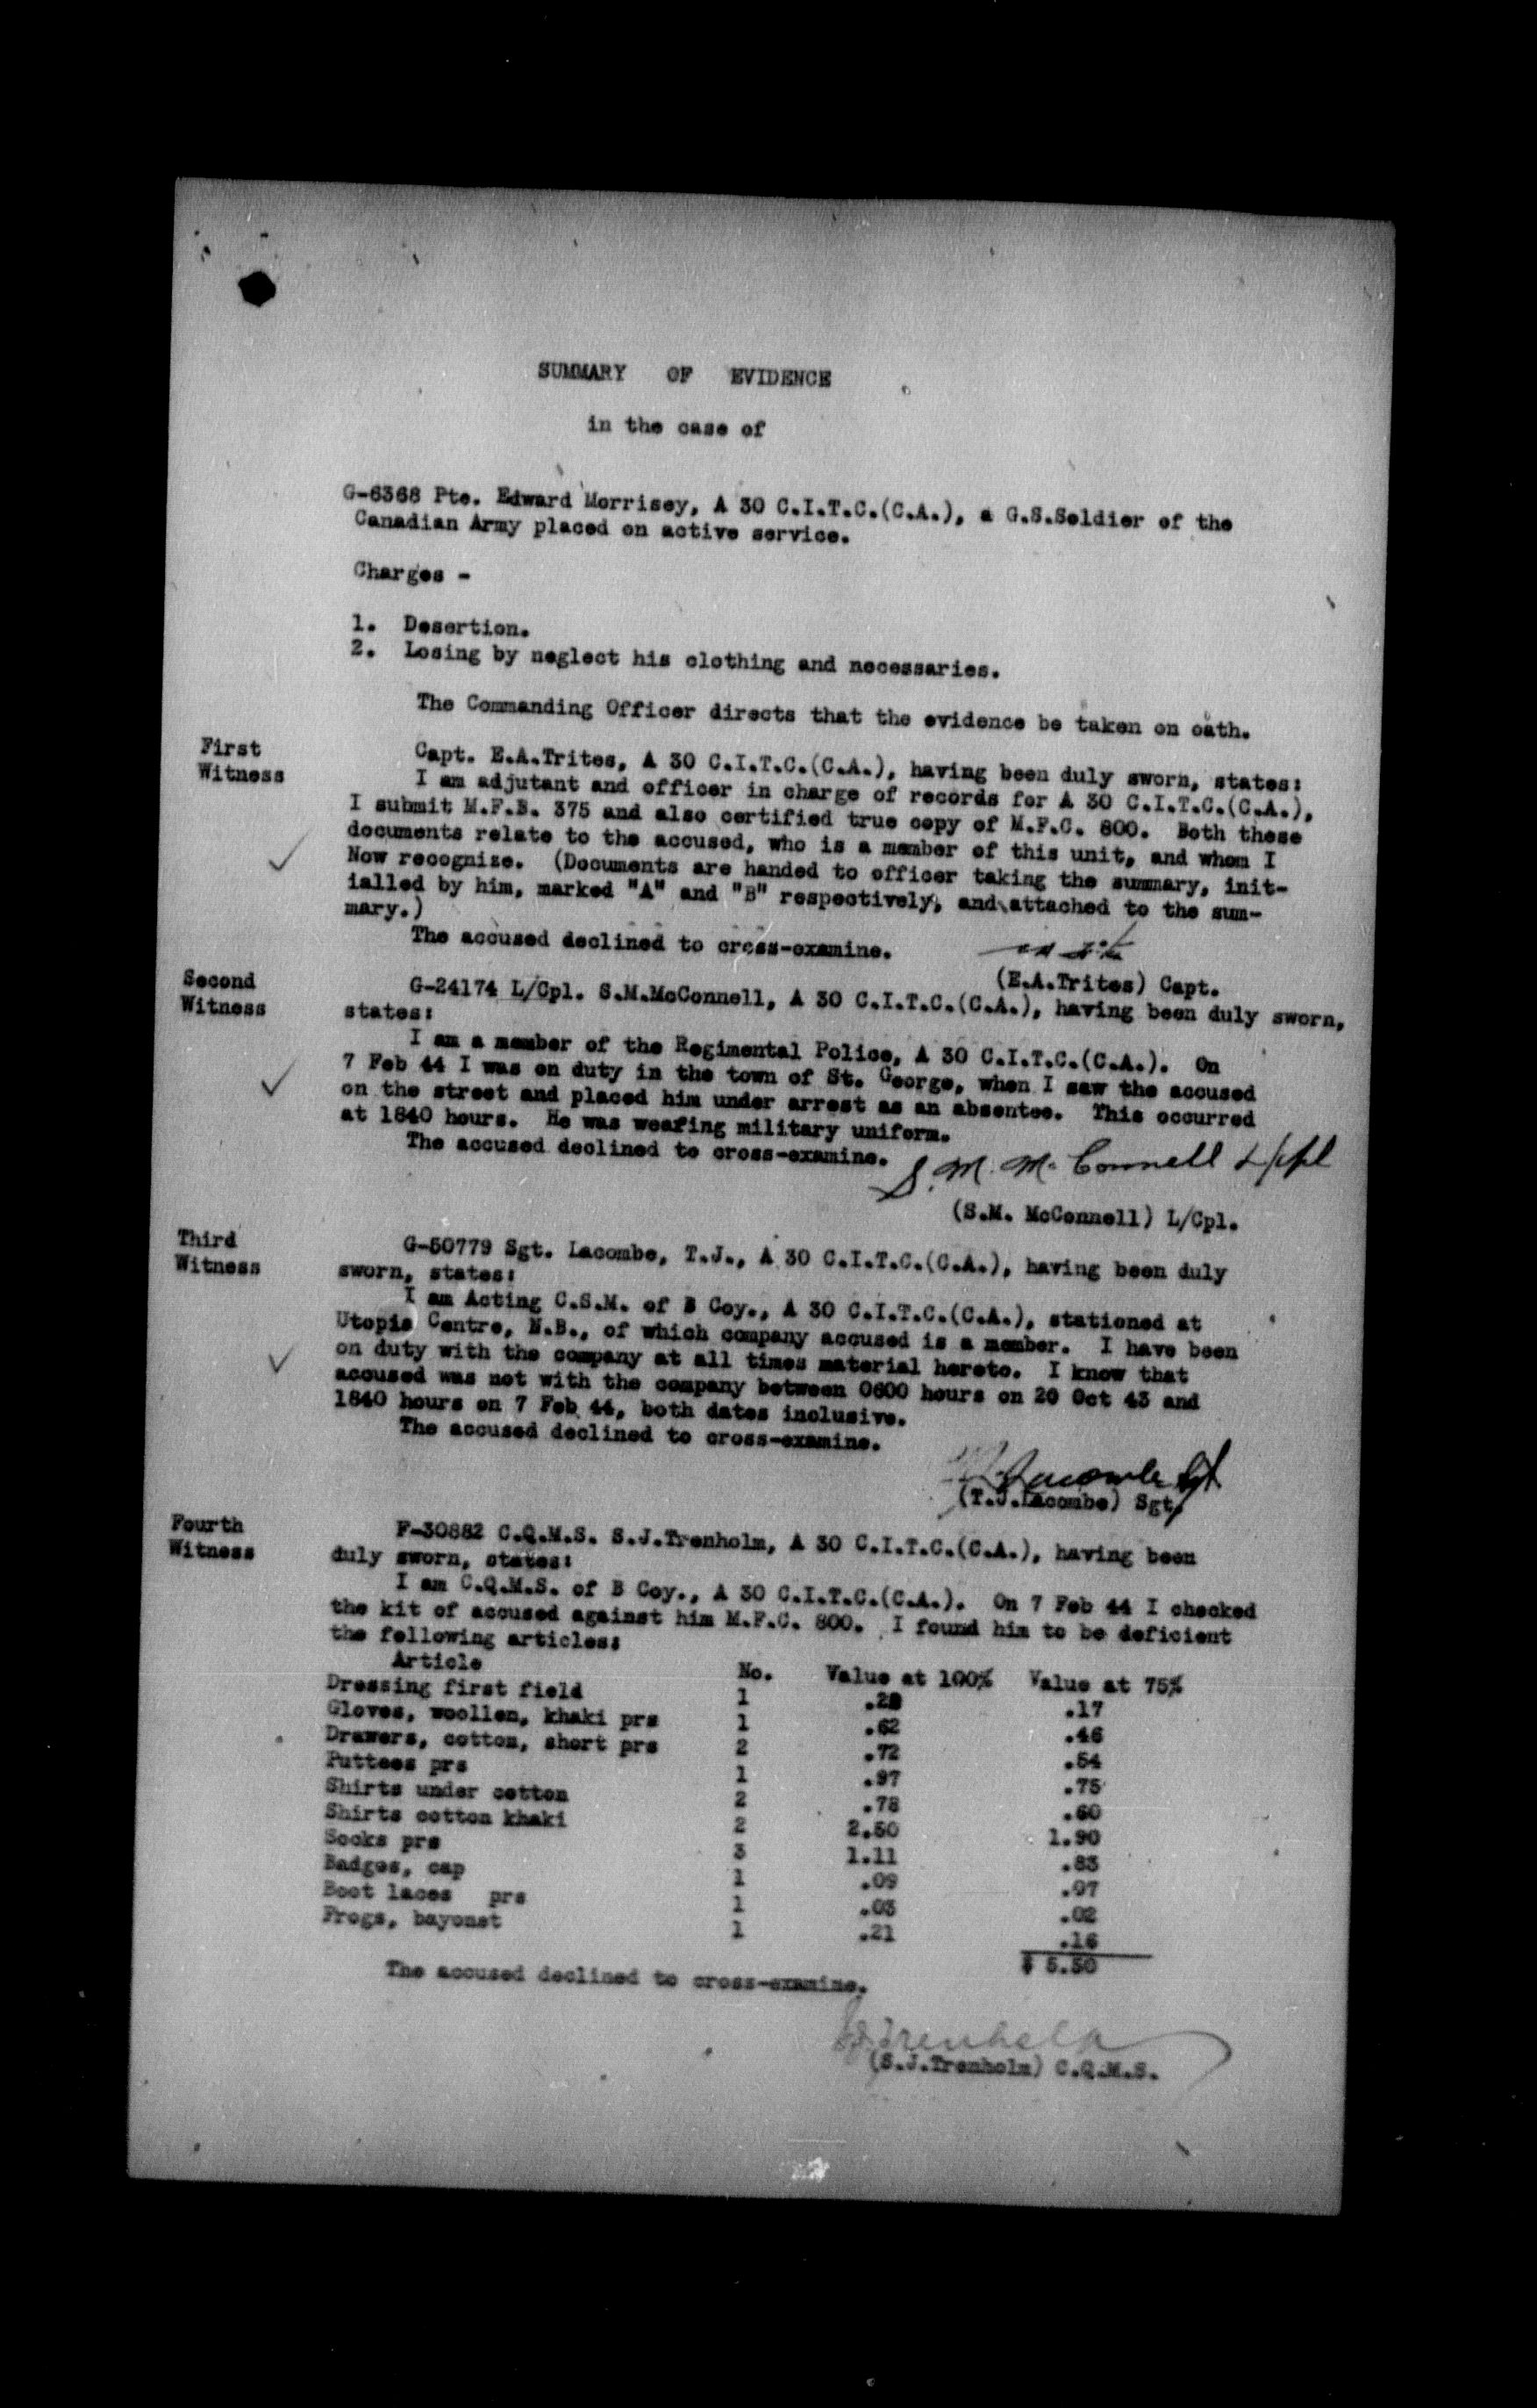 SUMMARY OF EVIDENCE
in the case of
G-6368 Pte. Edward Morrisey, A 30 C.I.T.C.(C.A.), a G.S.Soldier of the
Canadian Army placed on active service.
Charges -
1. Desertion.
2. Losing by neglect his clothing and necessaries.
The Commanding Officer directs that the evidence be taken on oath.
First
Witness
Capt. E.A.Trites, A 30 C.I.T.C.(C.A.), having been duly sworn, states:
I am adjutant and officer in charge of records for A 30 C.I.T.C.(C.A.),
I submit M.F.B. 375 and also certified true copy of M.F.C. 800. Both these
documents relate to the accused, who is a member of this unit, and whom I
Now recognize. (Documents are handed to officer taking the summary, init-
ialled by him, marked "A" and "B" respectively, and attached to the sum-
mary.)
The accused declined to cross-examine.
(E.A.Trites) Capt.
Second
Witness
G-24174 L/Cpl. S.M.McConnell, A 30 C.I.T.C.(C.A.), having been duly sworn,
states:
I am a member of the Regimental Police, A 30 C.I.T.C.(C.A.). On
7 Feb 44 I was on duty in the town of St. George, when I saw the accused
on the street and placed him under arrest as an absentee. This occurred
at 1840 hours. He was wearing military uniform.
The accused declined to cross-examine.
S. M. McConnell L/Cpl
(S.M. McConnell) L/Cpl.
Third
Witness
G-50779 Sgt. Lacombe, T.J., A 30 C.I.T.C.(C.A.), having been duly
sworn, states:
I am Acting C.S.M. of B Coy., A 30 C.I.T.C.(C.A.), stationed at
Utopia Centre, N.B., of which company accused is a member. I have been
on duty with the company at all times material hereto. I know that
accused was not with the company between 0600 hours on 20 Oct 43 and
1840 hours on 7 Feb 44, both dates inclusive.
The accused declined to cross-examine.
Lacombe Sgt
(T.J.Lacombe) Sgt.
Fourth
Witness
F-30882 C.Q.M.S. S.J.Trenholm, A 30 C.I.T.C.(C.A.), having been
duly sworn, states:
I am C.Q.M.S. of B Coy., A 30 C.I.T.C.(C.A.). On 7 Feb 44 I checked
the kit of accused against him M.F.C. 800. I found him to be deficient
the following articles:
Article No. Value at 100% Value at 75%
Dressing first field 1 .17
Gloves, woollen, khaki prs 1 .62 .46
Drawers, cotton, short prs 2 .72 .54
Puttees prs 1 .97 .75
Shirts under cotton 2 .78 .60
Shirts cotton khaki 2 2.50 1.90
Socks prs 3 1.11 .83
Badges, cap 1 .09 .07
Boot laces prs 1 .03 .02
Frogs, bayonet 1 .21 .16
$ 5.50
The accused declined to cross-examine.
S.J. Trenholm
(S.J.Trenholm) C.Q.M.S.